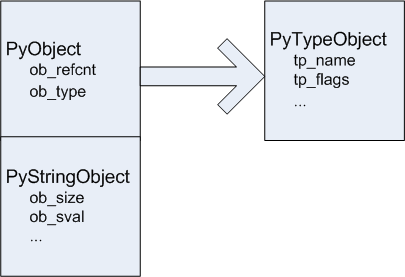 PyObject
ob_refcnt
ob_type
PyTypeObject
tp_name
tp_flags
...
PyStringObject
ob_size
ob_sval
...